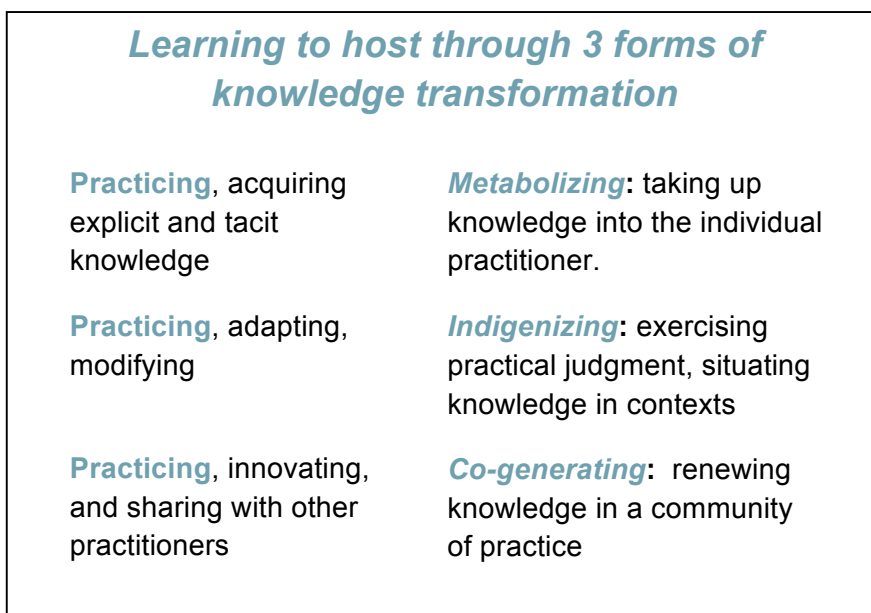 Learning to host through 3 forms of
knowledge transformation
Practicing, acquiring
explicit and tacit
knowledge
Metabolizing: taking up
knowledge into the individual
practitioner.
Practicing, adapting,
modifying
Indigenizing: exercising
practical judgment, situating
knowledge in contexts
Practicing, innovating,
and sharing with other
practitioners
Co-generating:  renewing
knowledge in a community
of practice